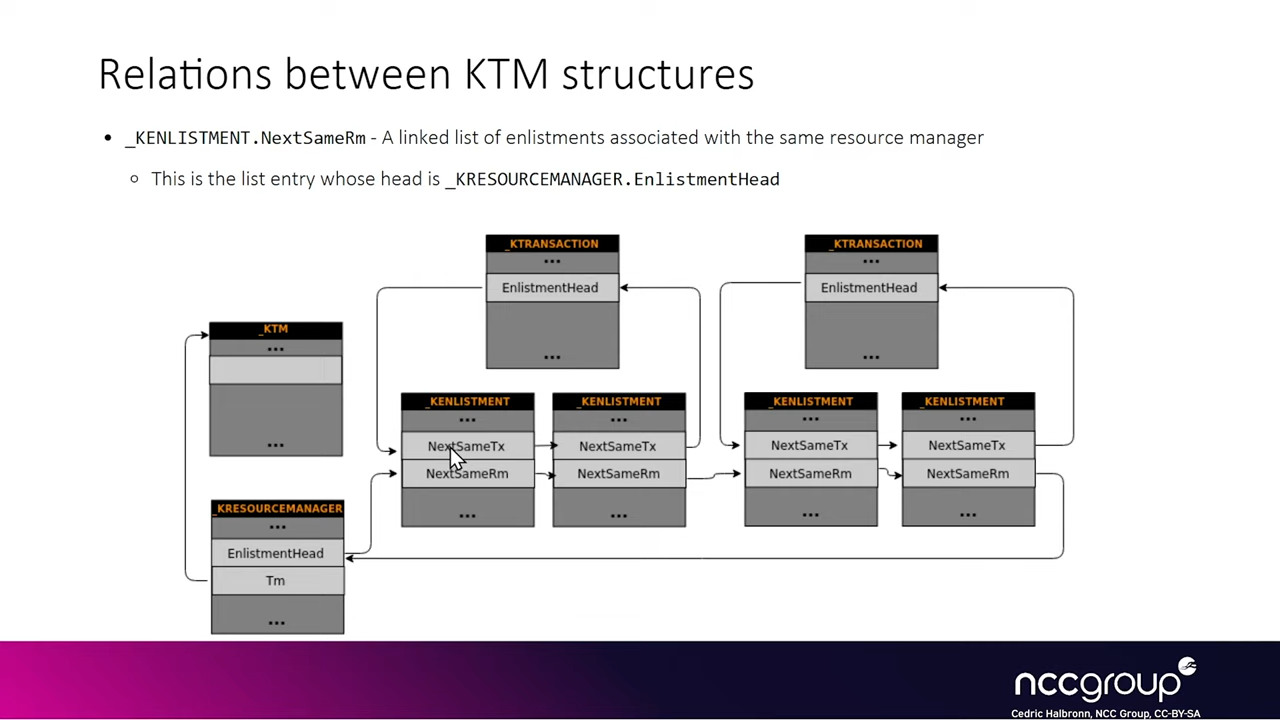 Relations between KTM structures
• _KENLISTMENT.NextSameRm - A linked list of enlistments associated with the same resource manager
○ This is the list entry whose head is _KRESOURCEMANAGER.EnlistmentHead
_KTRANSACTION
...
EnlistmentHead
...
_KTRANSACTION
...
EnlistmentHead
...
_KTM
...
...
_KENLISTMENT
...
NextSameTx
NextSameRm
...
_KENLISTMENT
...
NextSameTx
NextSameRm
...
_KENLISTMENT
...
NextSameTx
NextSameRm
...
_KENLISTMENT
...
NextSameTx
NextSameRm
...
_KRESOURCEMANAGER
...
EnlistmentHead
Tm
...
nccgroup
Cedric Halbronn, NCC Group, CC-BY-SA